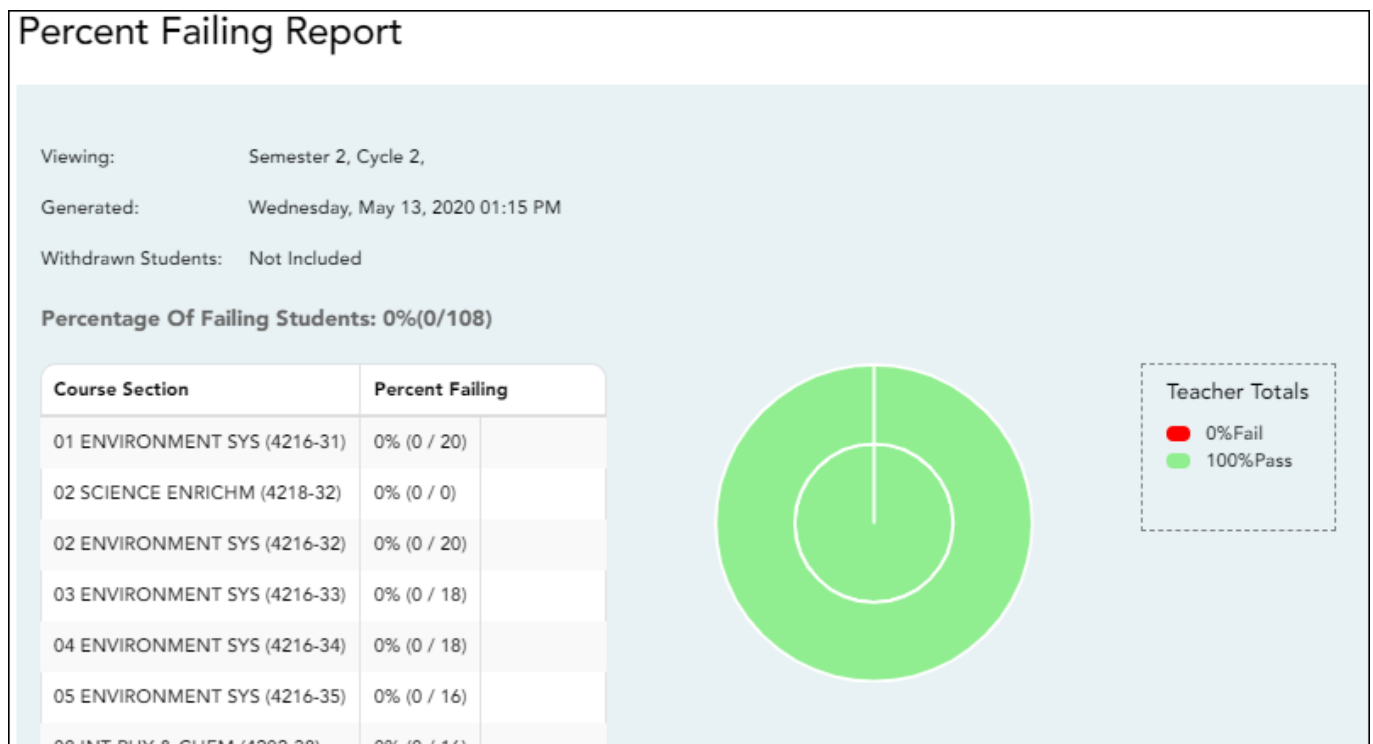 Percent Failing Report
Viewing: Semester 2, Cycle 2,
Generated: Wednesday, May 13, 2020 01:15 PM
Withdrawn Students: Not Included
Percentage Of Failing Students: 0%(0/108)
Course Section Percent Failing
01 ENVIRONMENT SYS (4216-31) 0% (0 / 20)
02 SCIENCE ENRICHM (4218-32) 0% (0 / 0)
02 ENVIRONMENT SYS (4216-32) 0% (0 / 20)
03 ENVIRONMENT SYS (4216-33) 0% (0 / 18)
04 ENVIRONMENT SYS (4216-34) 0% (0 / 18)
05 ENVIRONMENT SYS (4216-35) 0% (0 / 16)
Teacher Totals
0%Fail
100%Pass